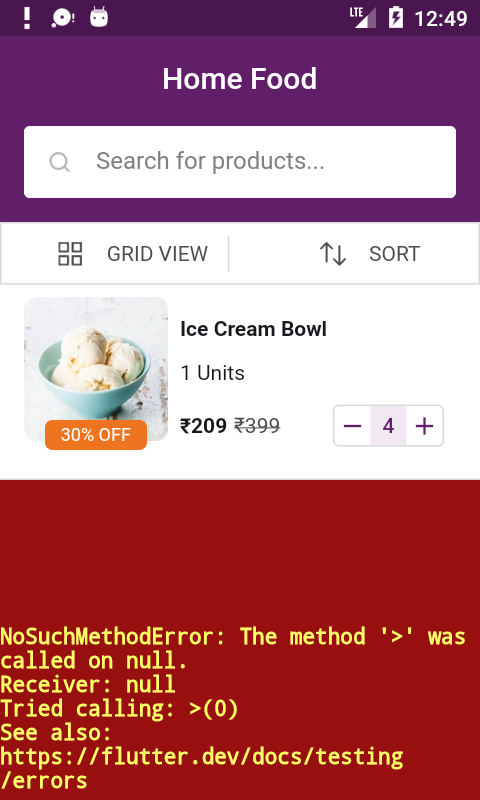 LTE 12:49
Home Food
Search for products...
GRID VIEW SORT
Ice Cream Bowl
1 Units
30% OFF
₹209 ₹399
4
NoSuchMethodError: The method '>' was
called on null.
Receiver: null
Tried calling: >(0)
See also:
https://flutter.dev/docs/testing
/errors